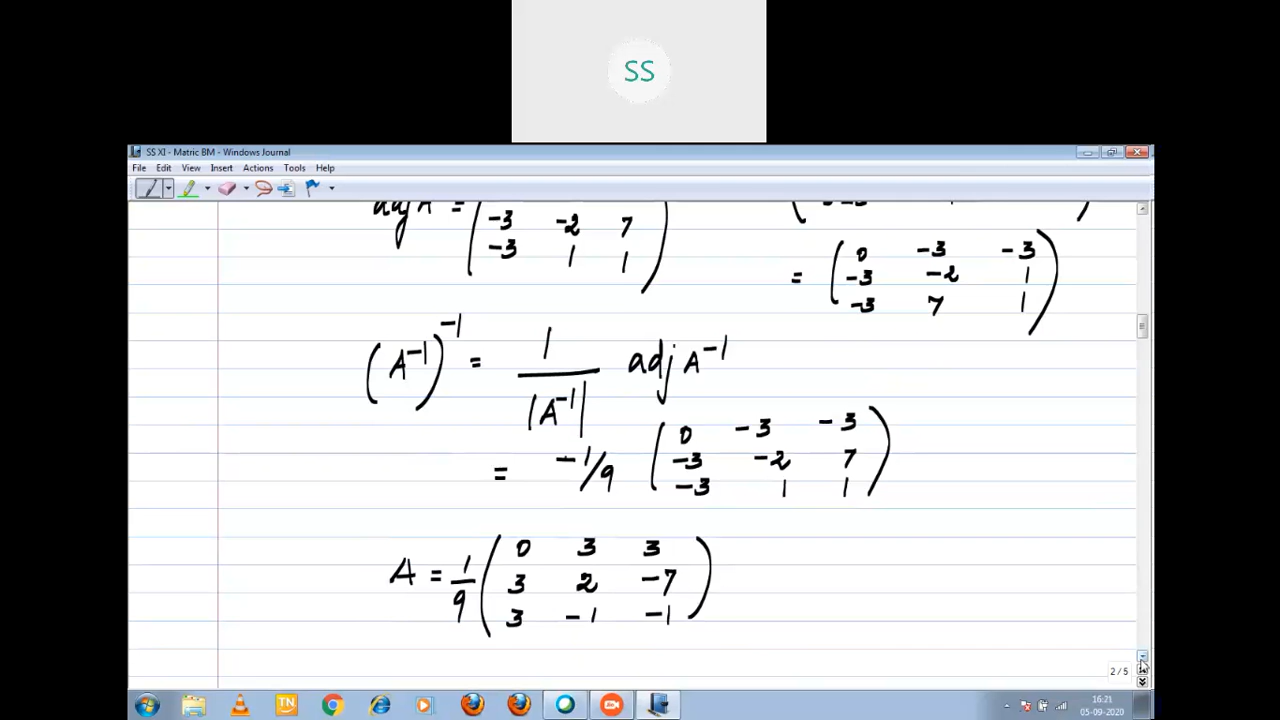 SS
SS XI - Matric BM - Windows Journal
File Edit View Insert Actions Tools Help
adj A =
-3 -2 7
-3 1 1
0 -3 -3
= -3 -2 1
-3 7 1
(A⁻¹)⁻¹ = 1/|A⁻¹| adj A⁻¹
0 -3 -3
= -1/9 ( -3 -2 7 )
-3 1 1
0 3 3
A = 1/9 ( 3 2 -7 )
3 -1 -1
2 / 5
TN
16:21
05-09-2020